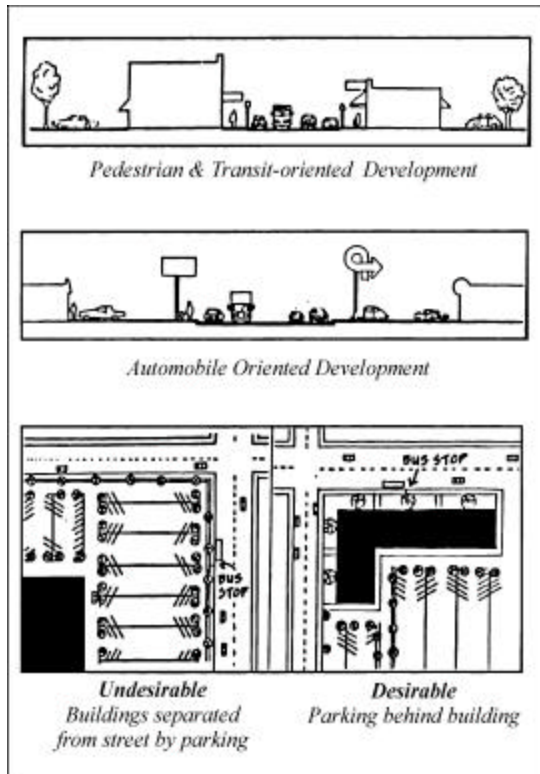 Pedestrian & Transit-oriented Development
Automobile Oriented Development
BUS STOP
BUS
STOP
Undesirable
Buildings separated
from street by parking
Desirable
Parking behind building